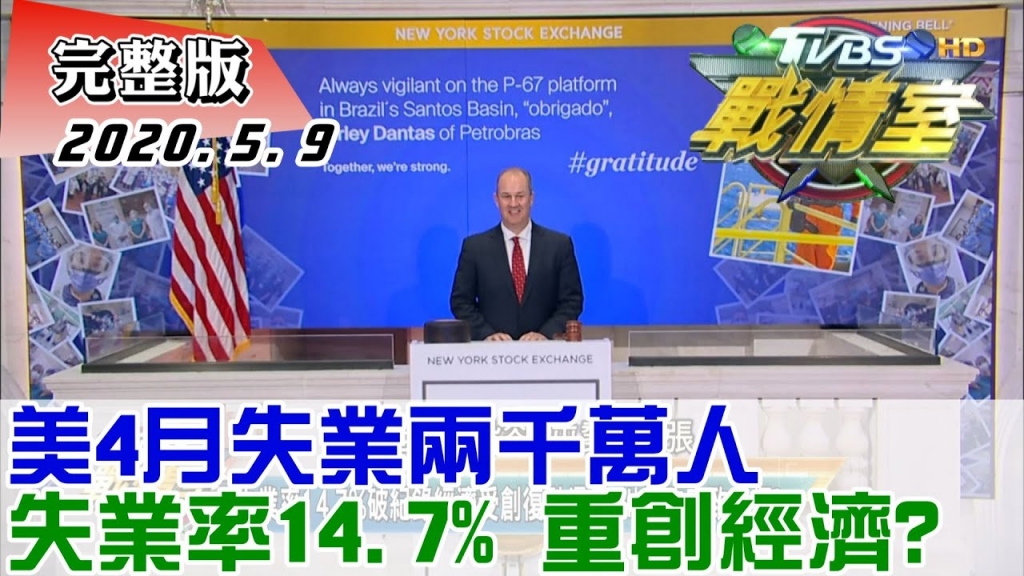 完整版
2020.5.9
NEW YORK STOCK EXCHANGE
OPENING BELL®
TVBS HD
戰情室
Always vigilant on the P-67 platform
in Brazil's Santos Basin, "obrigado",
rley Dantas of Petrobras
Together, we're strong.
#gratitude
NEW YORK STOCK EXCHANGE
美4月失業兩千萬人
失業率14.7% 重創經濟?